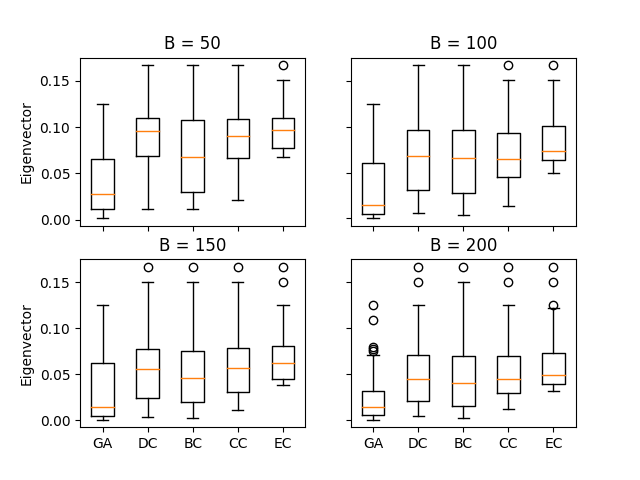 B = 50
B = 100
Eigenvector
0.15
0.10
0.05
0.00
B = 150
B = 200
Eigenvector
0.15
0.10
0.05
0.00
GA DC BC CC EC
GA DC BC CC EC